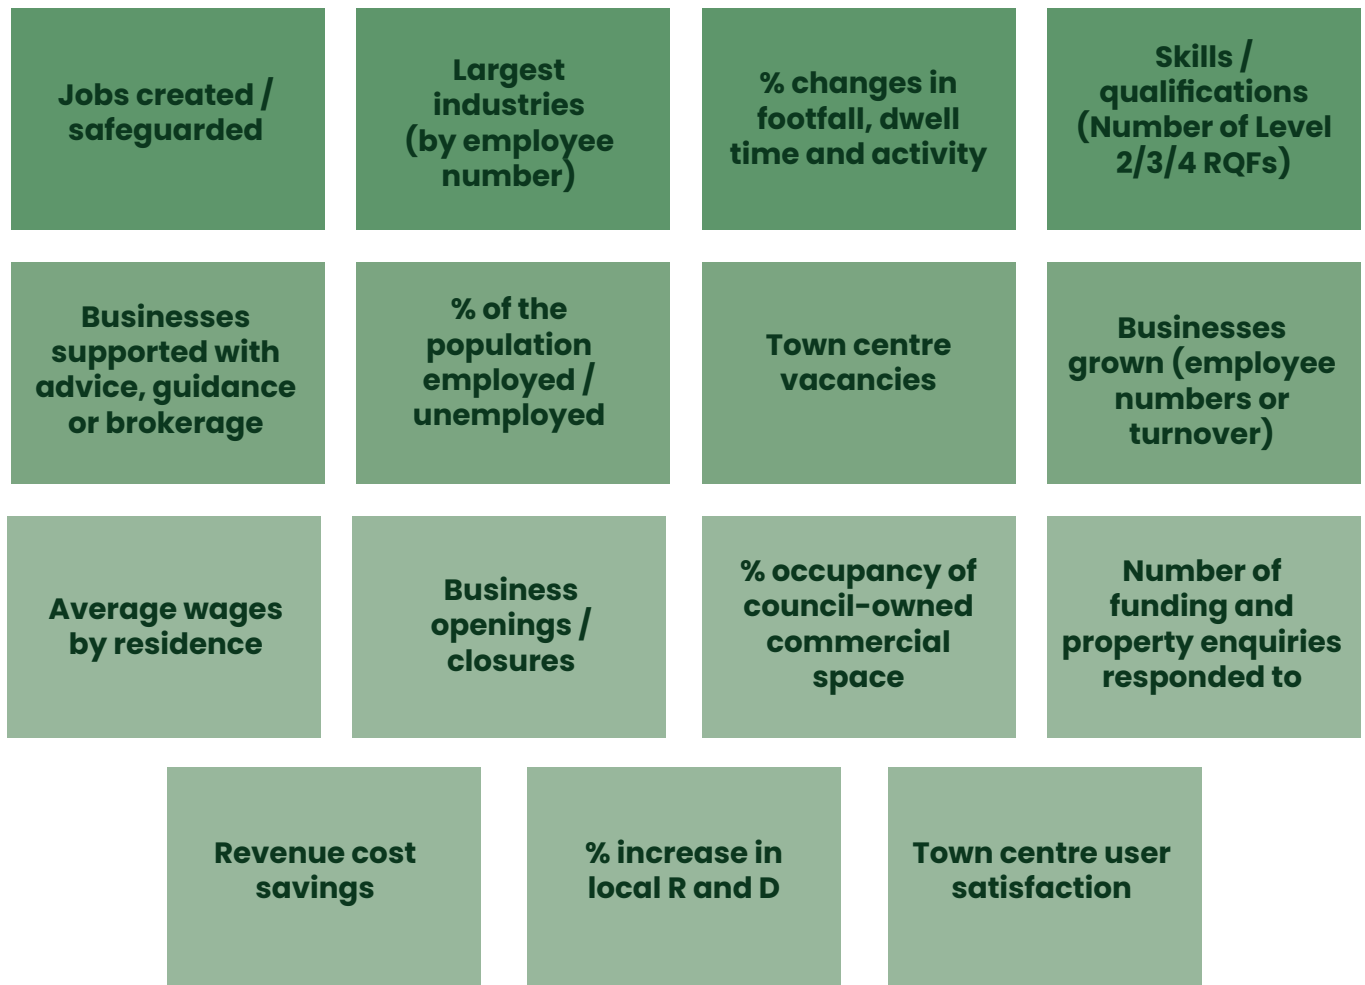 Jobs created /
safeguarded
Largest
industries
(by employee
number)
% changes in
footfall, dwell
time and activity
Skills /
qualifications
(Number of Level
2/3/4 RQFs)
Businesses
supported with
advice, guidance
or brokerage
% of the
population
employed /
unemployed
Town centre
vacancies
Businesses
grown (employee
numbers or
turnover)
Average wages
by residence
Business
openings /
closures
% occupancy of
council-owned
commercial
space
Number of
funding and
property enquiries
responded to
Revenue cost
savings
% increase in
local R and D
Town centre user
satisfaction